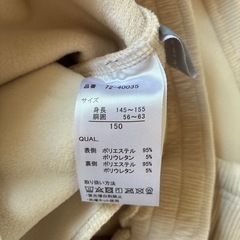 品番 72-40035
サイズ
身長 145～155
胴囲 56～63
150
QUAL.
表側 ポリエステル 95%
ポリウレタン 5%
裏側 ポリエステル 95%
ポリウレタン 5%
取り扱い方